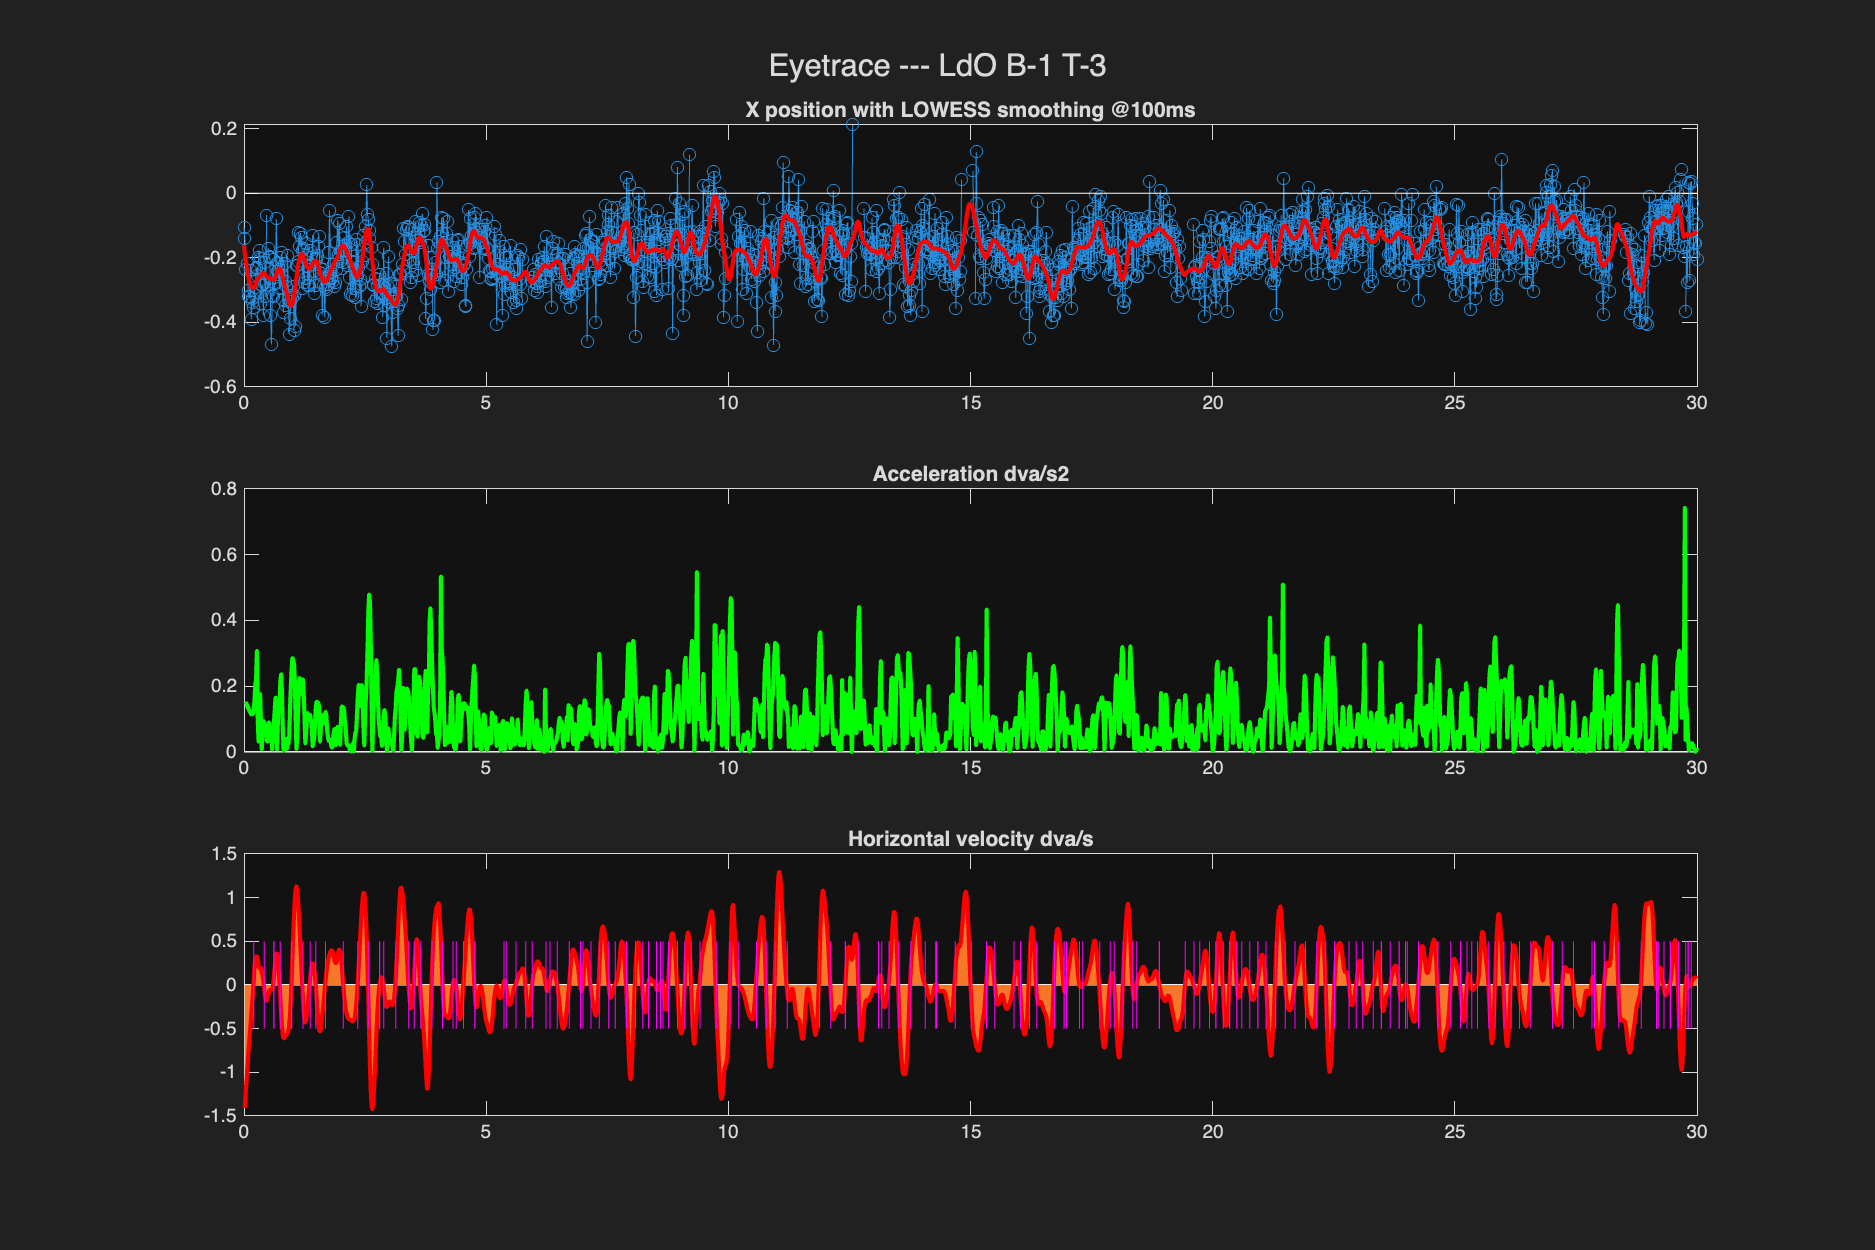 Eyetrace --- LdO B-1 T-3
X position with LOWESS smoothing @100ms
0.2
0
-0.2
-0.4
-0.6
0 5 10 15 20 25 30
Acceleration dva/s2
0.8
0.6
0.4
0.2
0
0 5 10 15 20 25 30
Horizontal velocity dva/s
1.5
1
0.5
0
-0.5
-1
-1.5
0 5 10 15 20 25 30